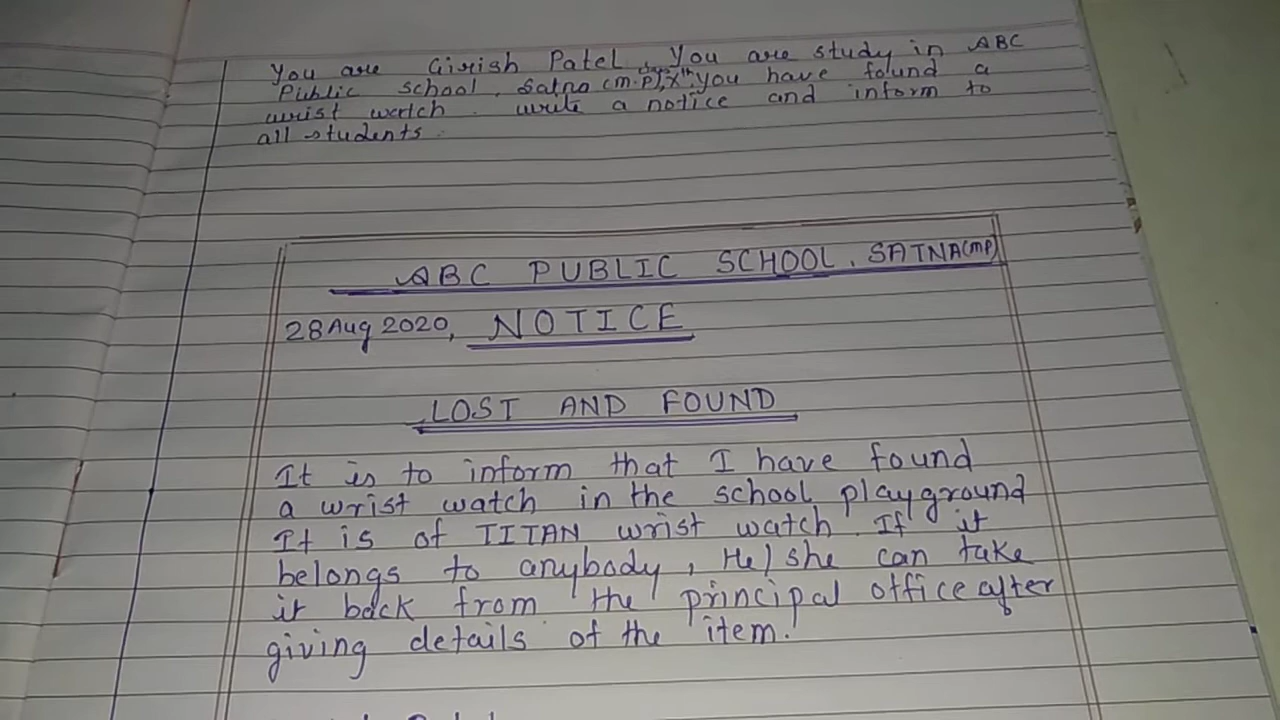 You are Girish Patel. You are study in ABC
Public School, Satna (M.P), Xth. You have found a
wrist watch. write a notice and inform to
all students.
ABC PUBLIC SCHOOL, SATNA(MP)
28 Aug 2020, NOTICE
LOST AND FOUND
It is to inform that I have found
a wrist watch in the school playground
It is of TITAN wrist watch. If it
belongs to anybody, He/she can take
it back from the principal office after
giving details of the item.